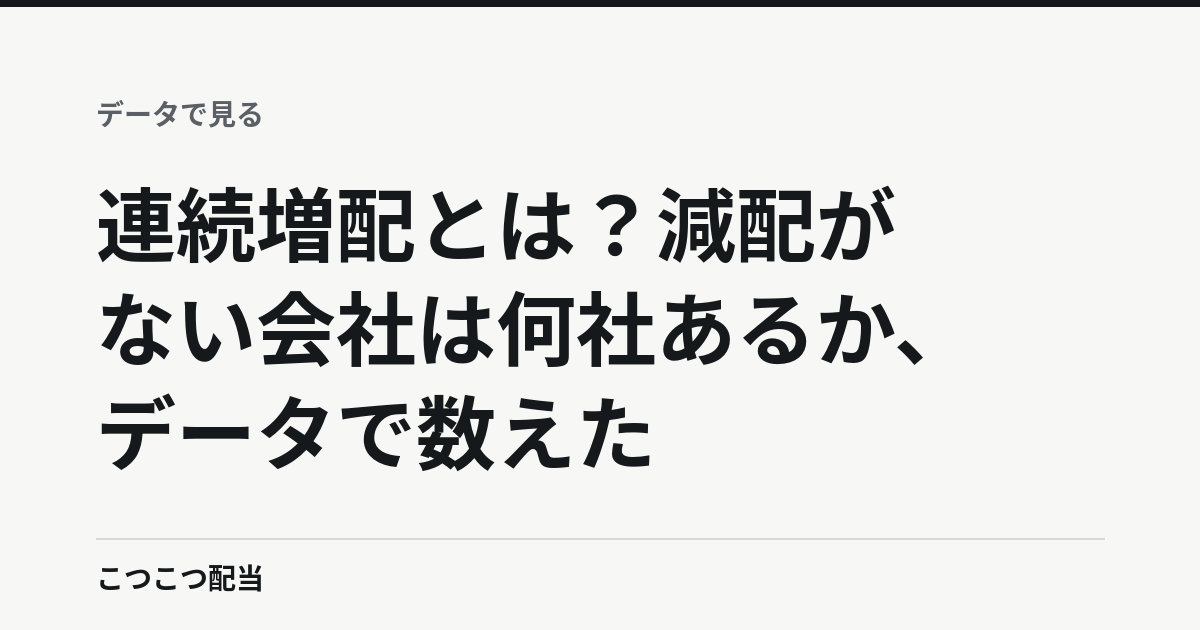 データで見る
連続増配とは？減配が
ない会社は何社あるか、
データで数えた
こつこつ配当